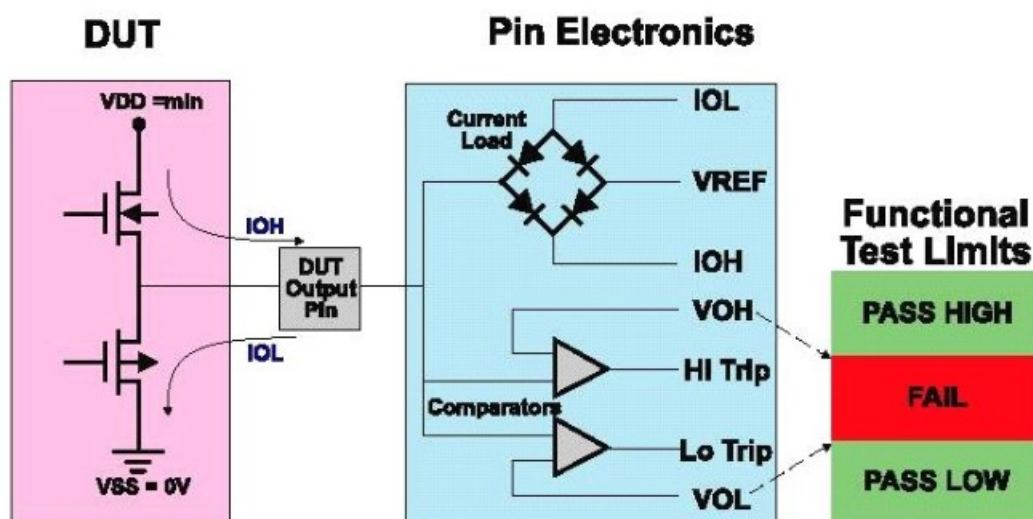 DUT
Pin Electronics
VDD =min
IOH
DUT
Output
Pin
IOL
VSS = 0V
Current
Load
IOL
VREF
IOH
VOH
HI Trip
Comparators
Lo Trip
VOL
Functional
Test Limits
PASS HIGH
FAIL
PASS LOW